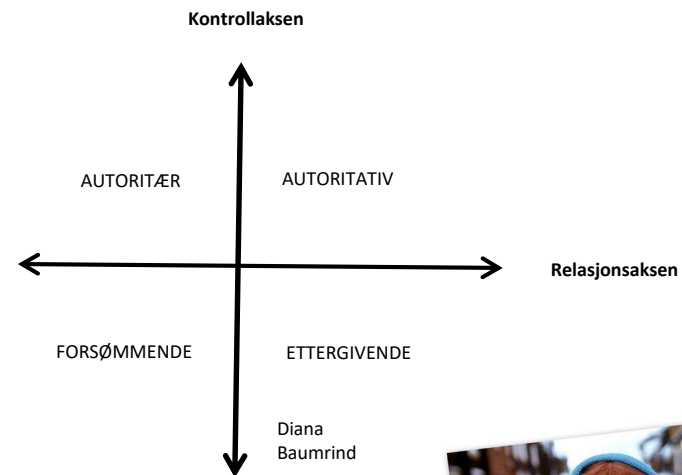 Kontrollaksen
AUTORITÆR
AUTORITATIV
Relasjonsaksen
FORSØMMENDE
ETTERGIVENDE
Diana
Baumrind